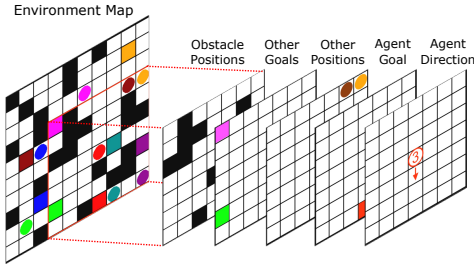 Environment Map
Obstacle Positions
Other Goals
Other Positions
Agent Goal
Agent Direction
3